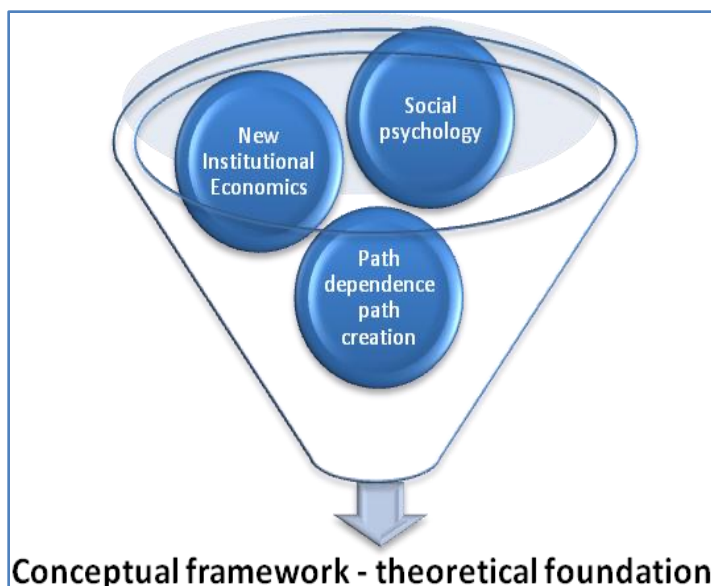 New
Institutional
Economics
Social
psychology
Path
dependence
path
creation
Conceptual framework - theoretical foundation